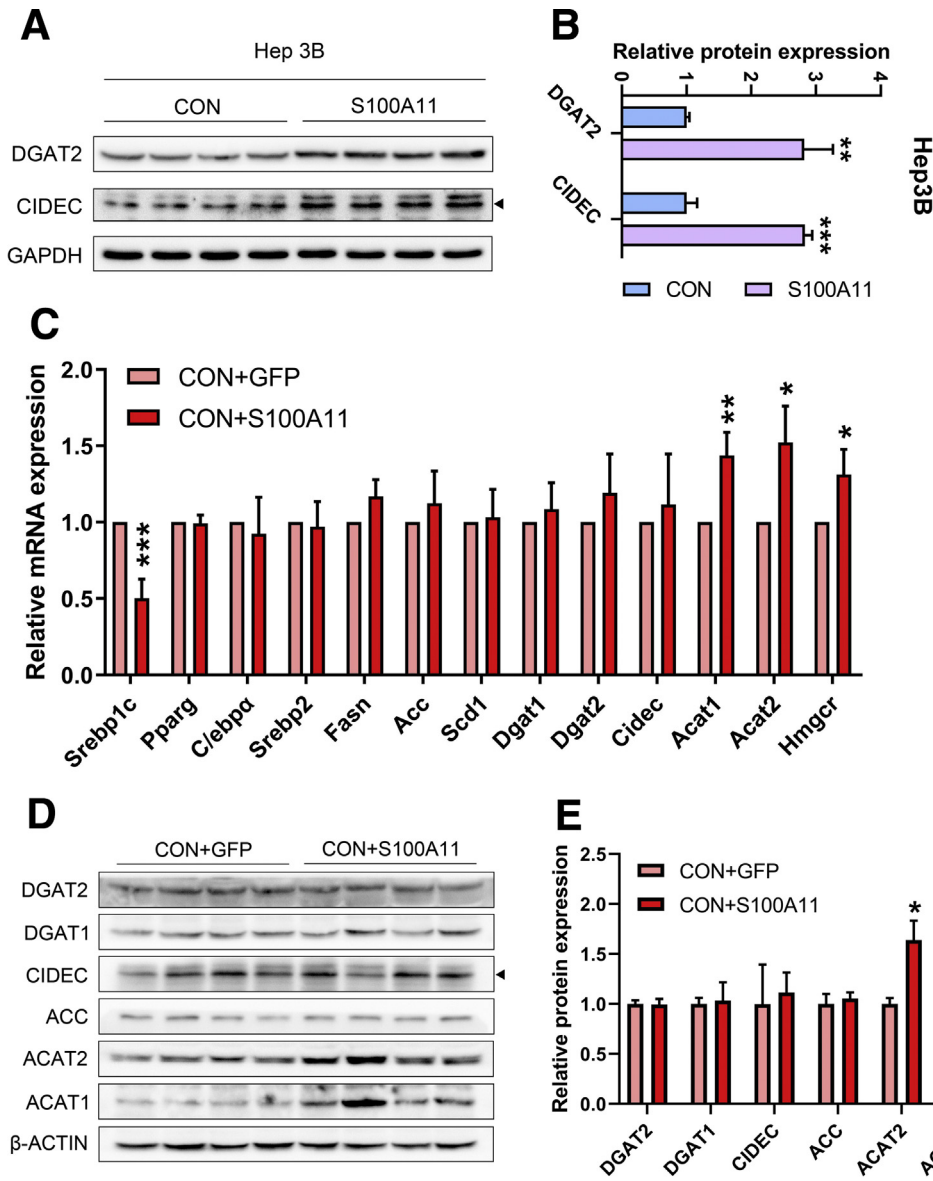 A
Hep 3B
CON S100A11
DGAT2
CIDEC
GAPDH
B
Relative protein expression
0 1 2 3 4
DGAT2
**
CIDEC
***
Hep3B
CON S100A11
C
Relative mRNA expression
2.0
1.5
1.0
0.5
0.0
CON+GFP
CON+S100A11
***
**
*
*
Srebp1c Pparg C/ebpα Srebp2 Fasn Acc Scd1 Dgat1 Dgat2 Cidec Acat1 Acat2 Hmgcr
D
CON+GFP CON+S100A11
DGAT2
DGAT1
CIDEC
ACC
ACAT2
ACAT1
β-ACTIN
E
Relative protein expression
2.5
2.0
1.5
1.0
0.5
0.0
CON+GFP
CON+S100A11
*
DGAT2 DGAT1 CIDEC ACC ACAT2